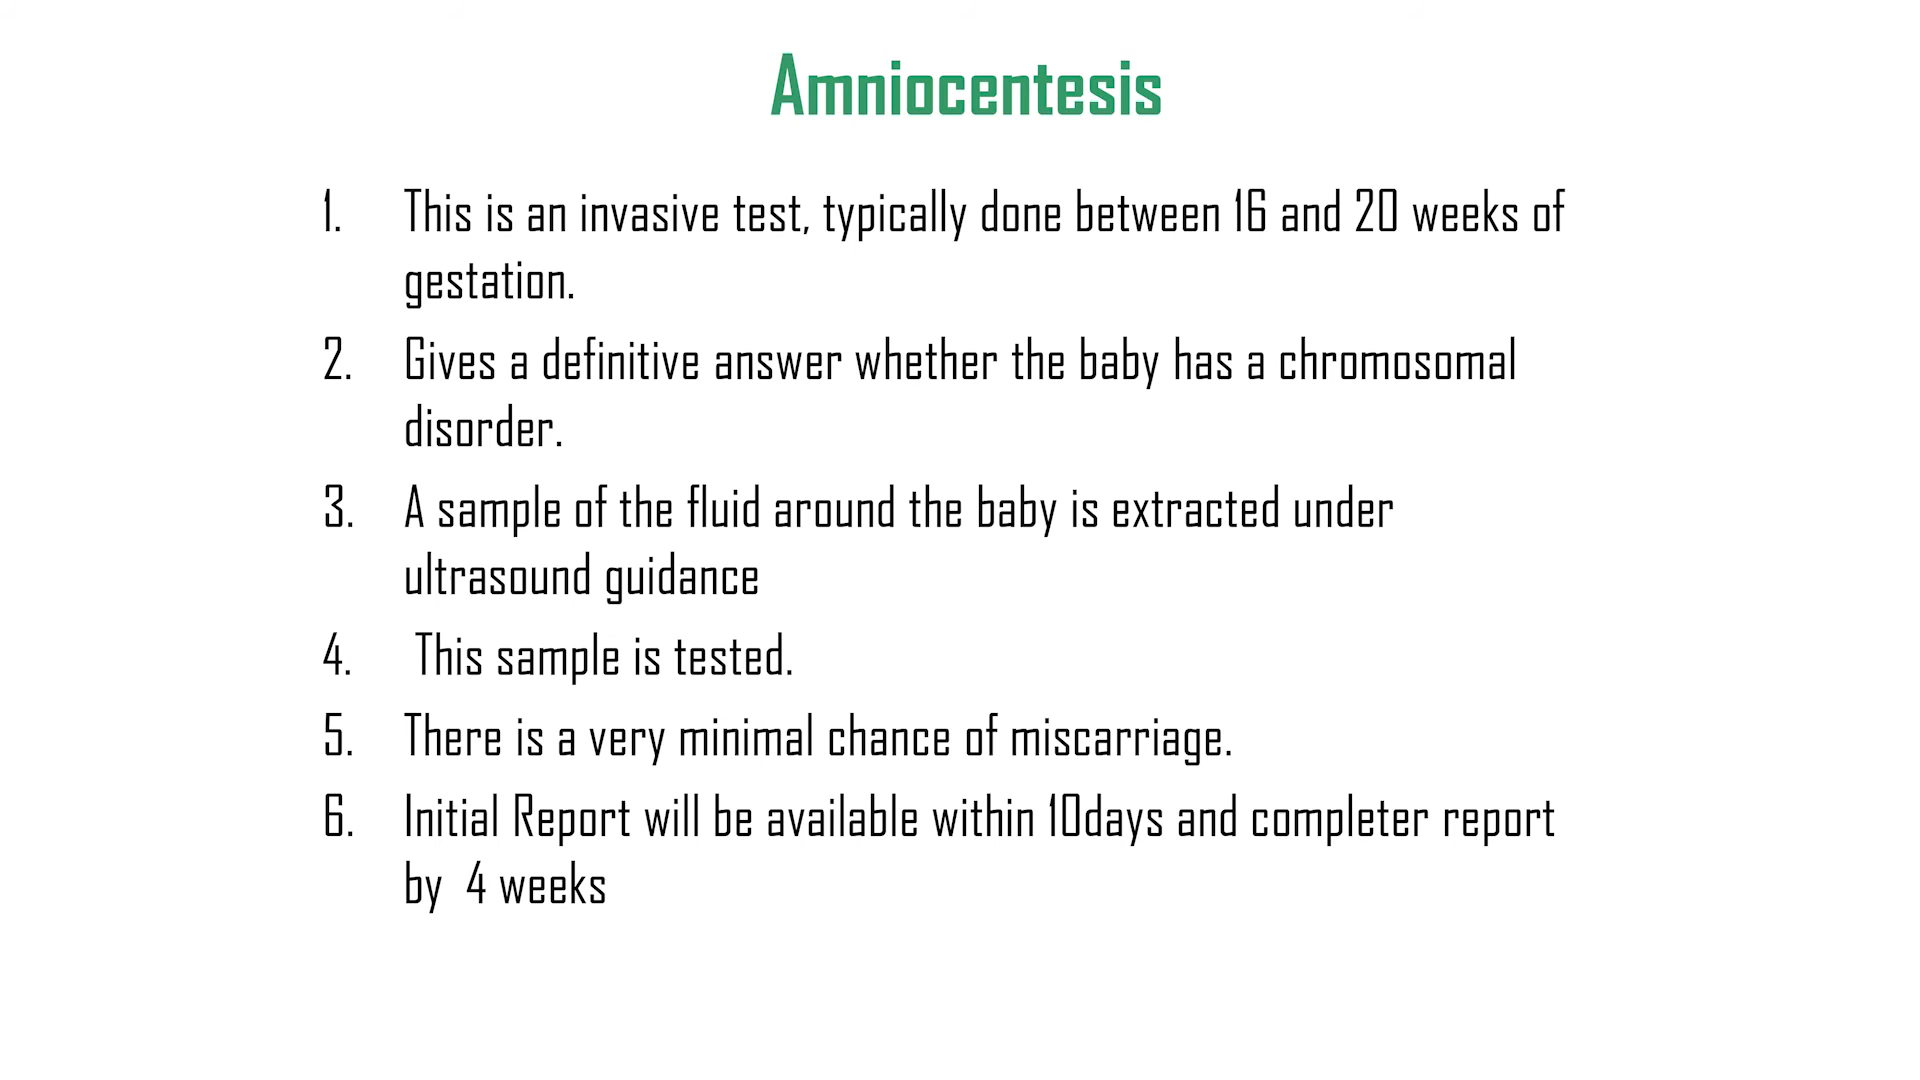 Amniocentesis
1. This is an invasive test, typically done between 16 and 20 weeks of
gestation.
2. Gives a definitive answer whether the baby has a chromosomal
disorder.
3. A sample of the fluid around the baby is extracted under
ultrasound guidance
4. This sample is tested.
5. There is a very minimal chance of miscarriage.
6. Initial Report will be available within 10days and completer report
by 4 weeks